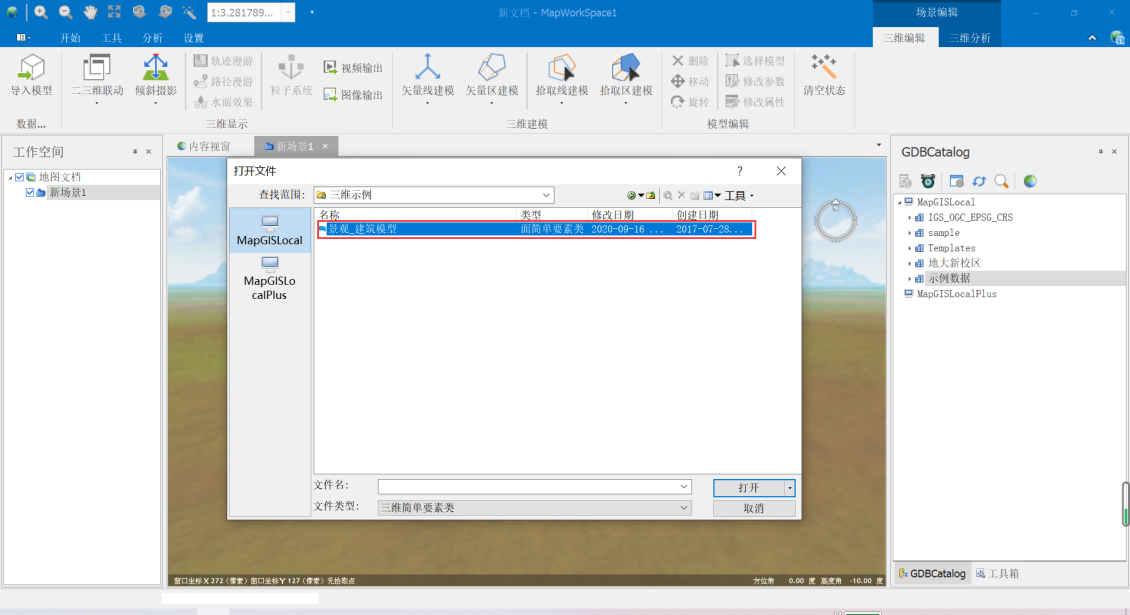 1:3.281789...
新文档 - MapWorkSpace1
场景编辑
开始 工具 分析 设置
三维编辑 三维分析
导入模型
二三维联动
倾斜摄影
轨迹漫游
路径漫游
水面效果
粒子系统
视频输出
图像输出
矢量线建模
矢量区建模
拾取线建模
拾取区建模
删除
移动
旋转
选择模型
修改参数
修改属性
清空状态
数据...
三维显示
三维建模
模型编辑
工作空间
地图文档
新场景1
内容视窗
新场景1
打开文件
查找范围:
三维示例
工具
MapGISLocal
MapGISLo
calPlus
名称 类型 修改日期 创建日期
景观_建筑模型 面简单要素类 2020-09-16 ... 2017-07-28...
文件名:
打开
文件类型:
三维简单要素类
取消
窗口坐标 X 272 (像素) 窗口坐标 Y 127 (像素) 无拾取点
方位角 0.00 度 高度角 -10.00 度
GDBCatalog
MapGISLocal
IGS_OGC_EPSG_CRS
sample
Templates
地大新校区
示例数据
MapGISLocalPlus
GDBCatalog
工具箱